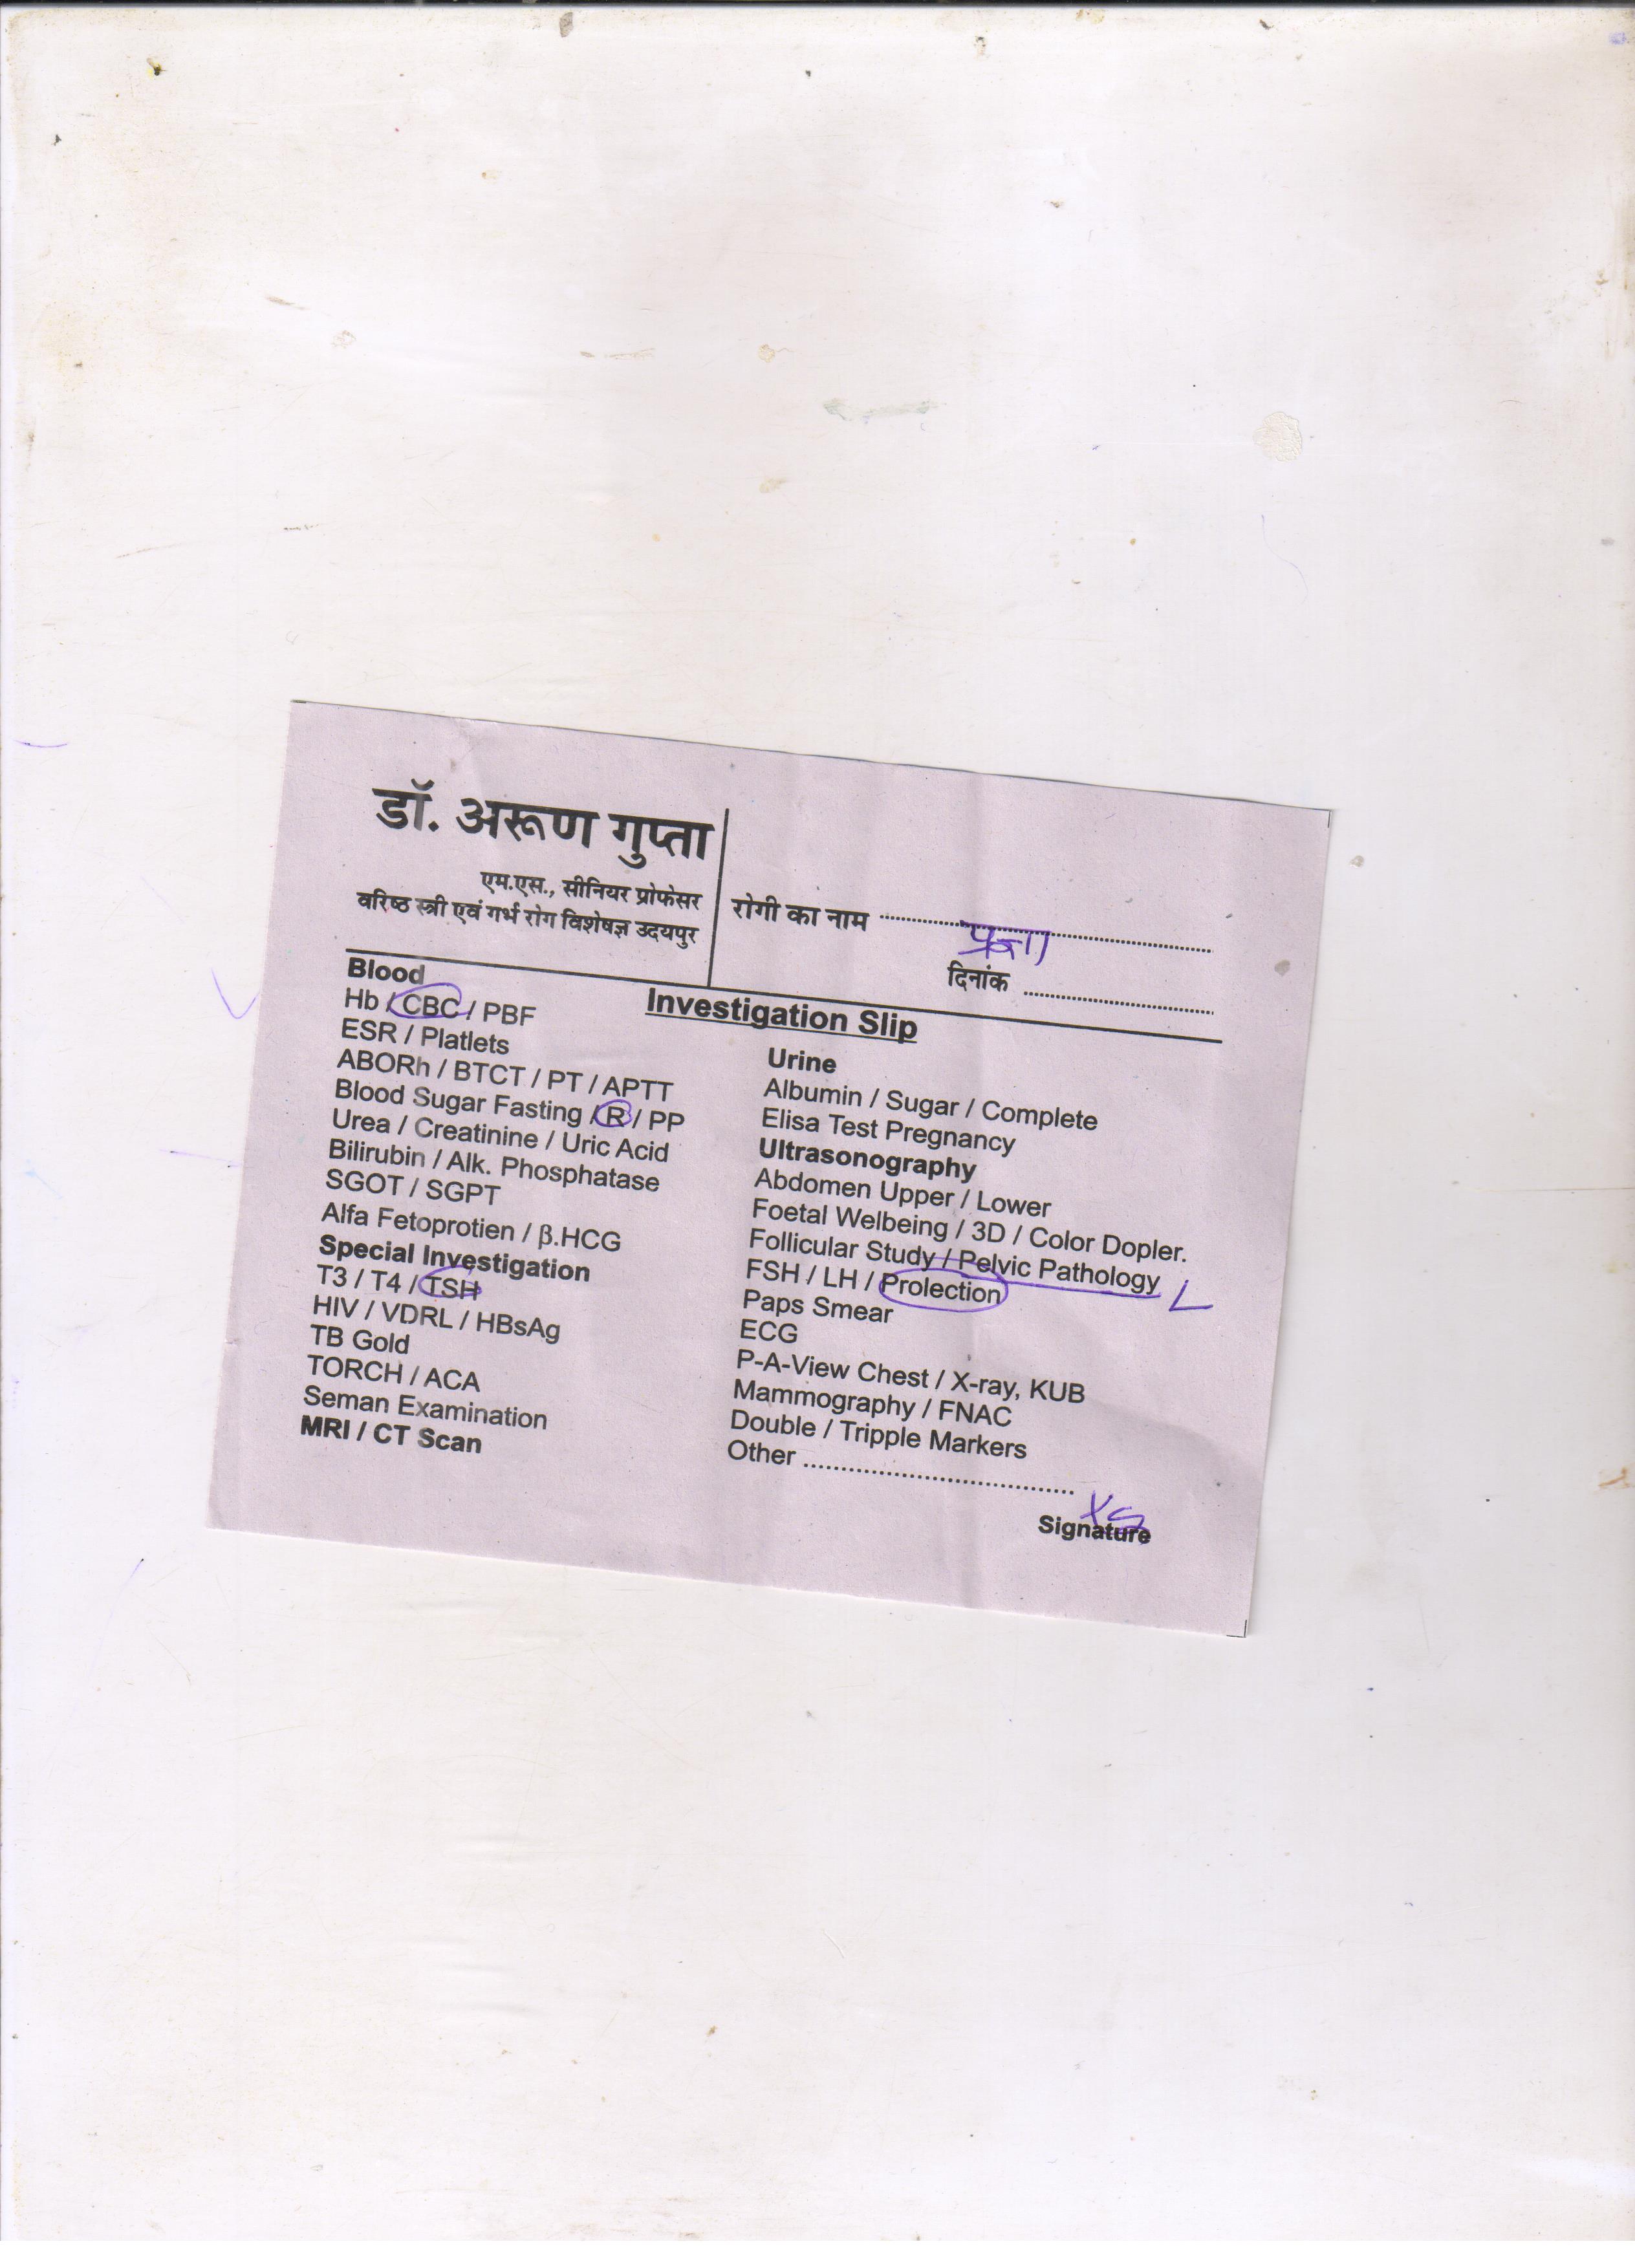 डॉ. अरूण गुप्ता
एम.एस., सीनियर प्रोफेसर
वरिष्ठ स्त्री एवं गर्भ रोग विशेषज्ञ उदयपुर
रोगी का नाम ........................
दिनांक ........................
Investigation Slip
Blood
Hb / CBC / PBF
ESR / Platlets
ABORh / BTCT / PT / APTT
Blood Sugar Fasting / R / PP
Urea / Creatinine / Uric Acid
Bilirubin / Alk. Phosphatase
SGOT / SGPT
Alfa Fetoprotien / β.HCG
Special Investigation
T3 / T4 / TSH
HIV / VDRL / HBsAg
TB Gold
TORCH / ACA
Seman Examination
MRI / CT Scan
Urine
Albumin / Sugar / Complete
Elisa Test Pregnancy
Ultrasonography
Abdomen Upper / Lower
Foetal Welbeing / 3D / Color Dopler.
Follicular Study / Pelvic Pathology
FSH / LH / Prolection
Paps Smear
ECG
P-A-View Chest / X-ray, KUB
Mammography / FNAC
Double / Tripple Markers
Other ........................
Signature